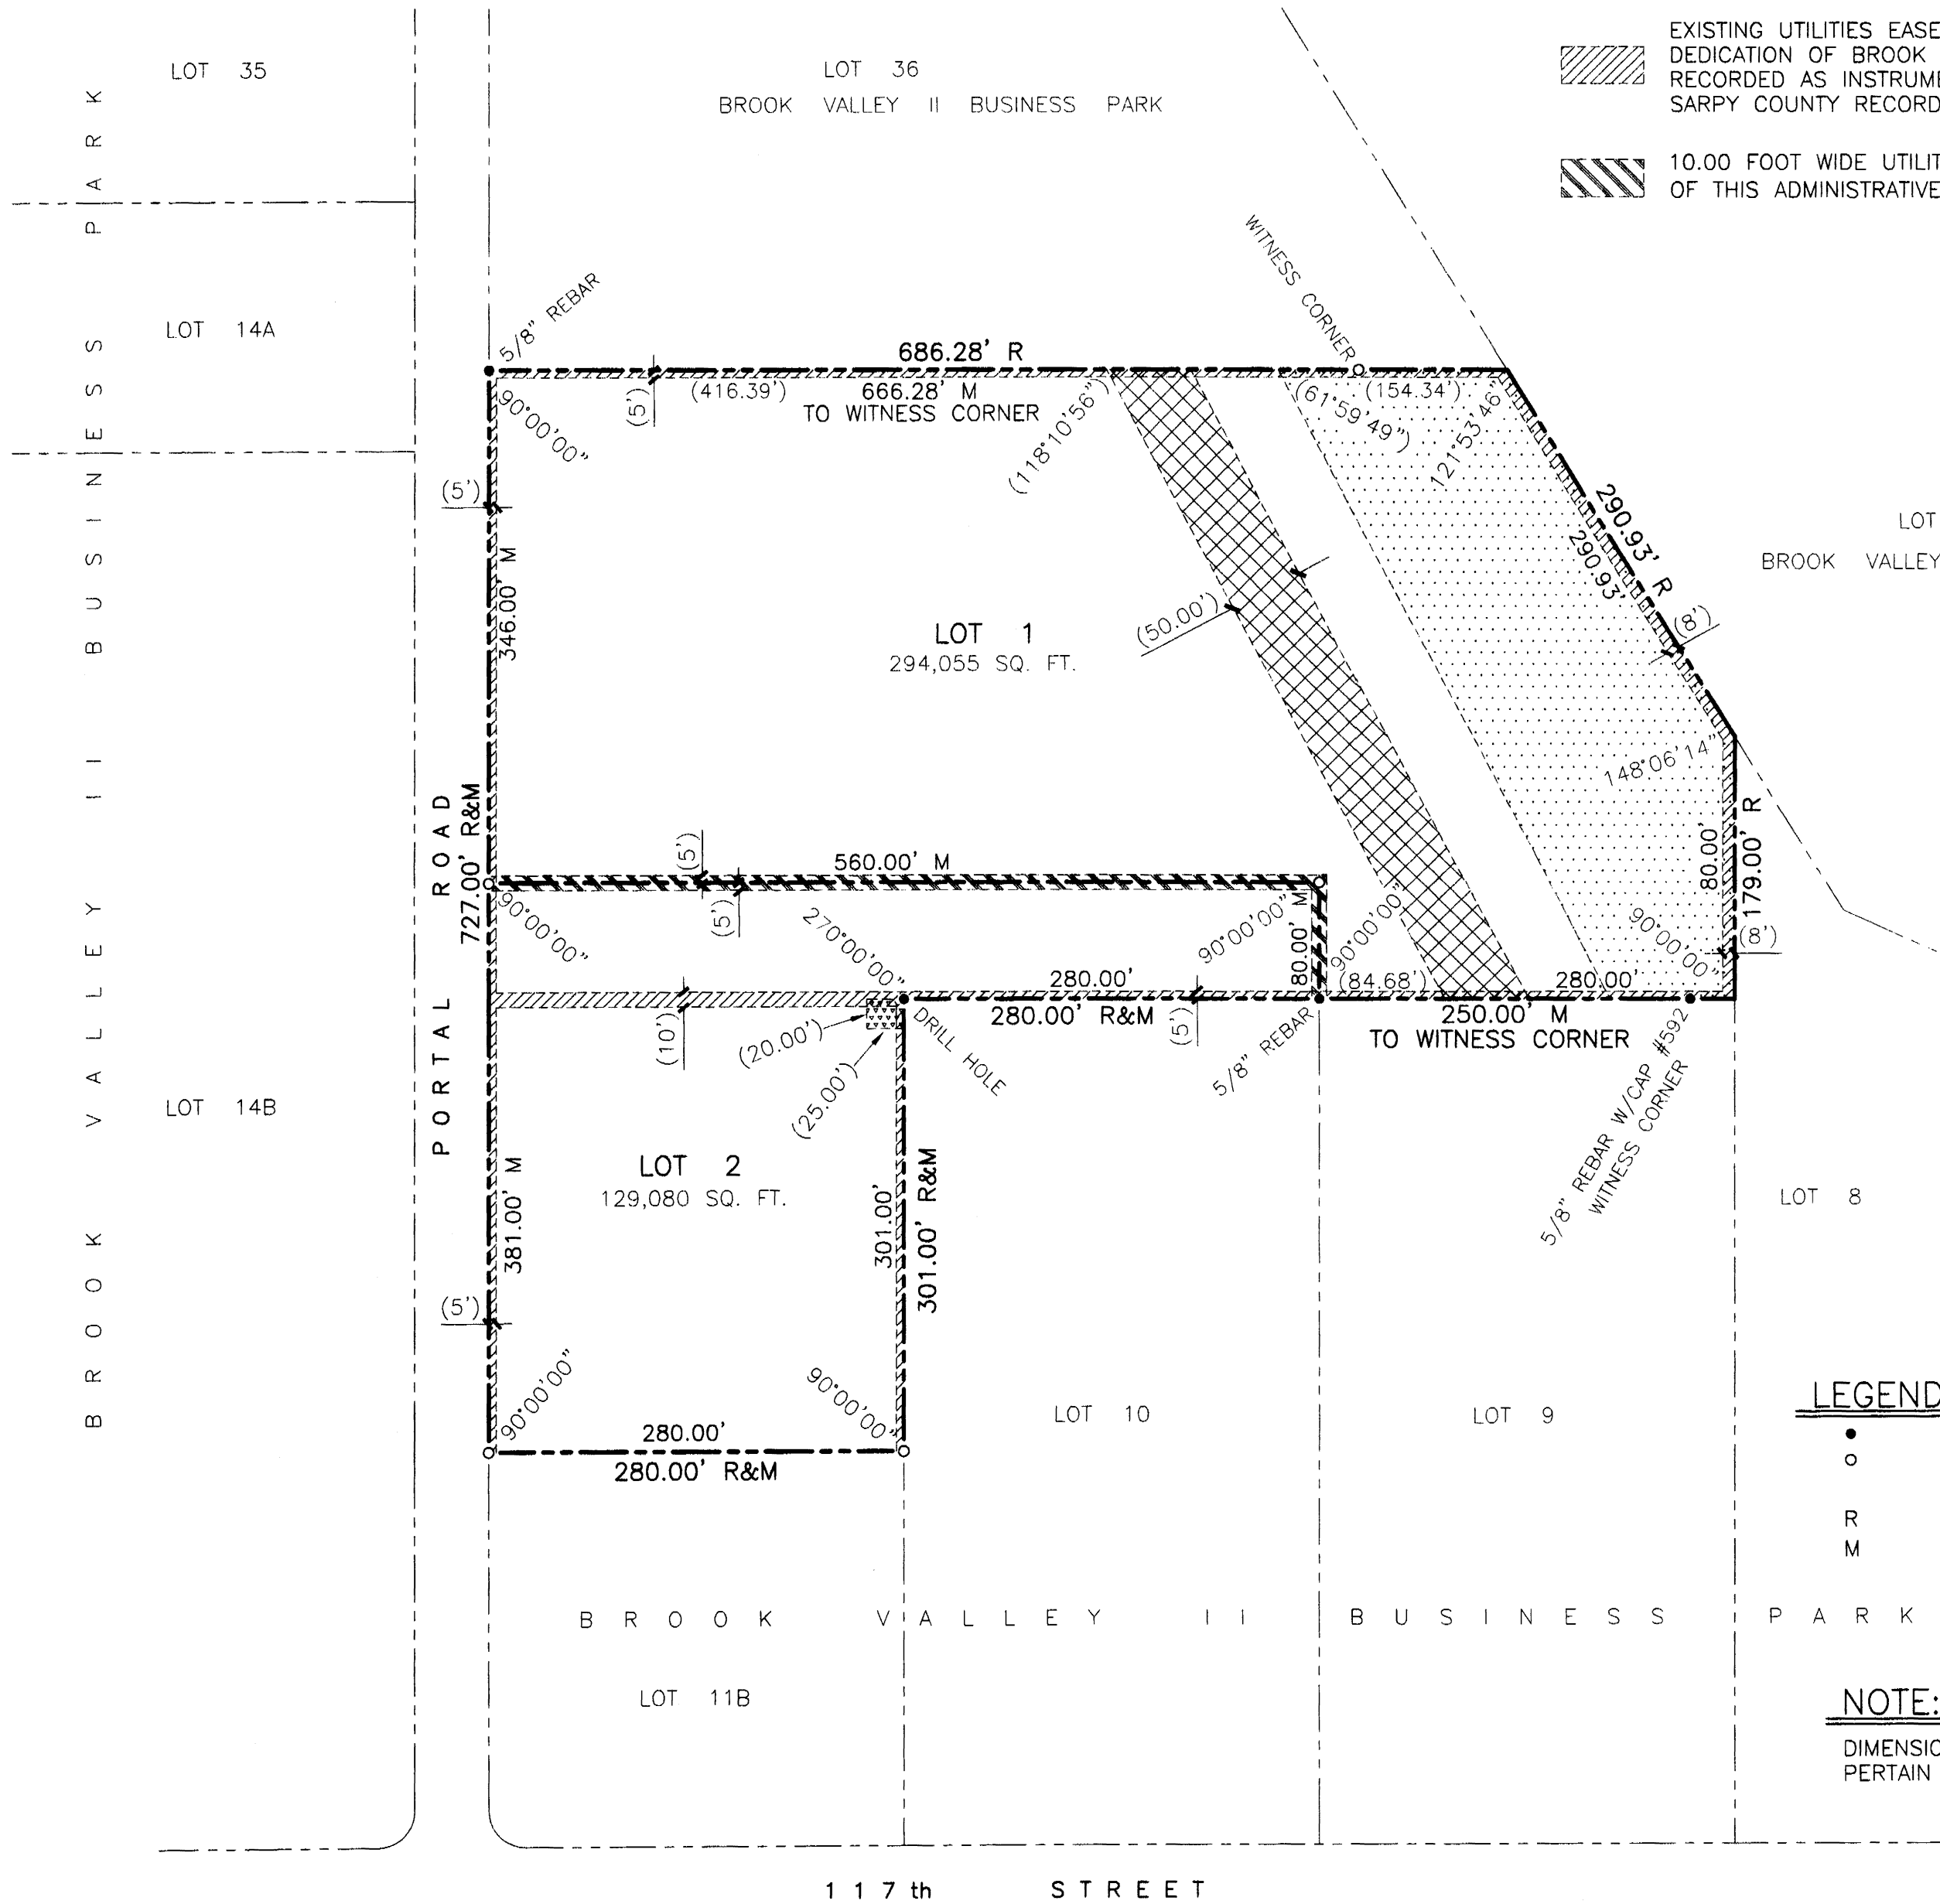 EXISTING UTILITIES EASE
DEDICATION OF BROOK
RECORDED AS INSTRUME
SARPY COUNTY RECORD
10.00 FOOT WIDE UTILIT
OF THIS ADMINISTRATIVE
LOT 35
LOT 36
BROOK VALLEY II BUSINESS PARK
BROOK VALLEY II BUSINESS PARK
LOT 14A
5/8" REBAR
WITNESS CORNER
686.28' R
(5')
(416.39')
666.28' M
TO WITNESS CORNER
90°00'00"
(118°10'56")
(61°59'49")
(154.34')
121°53'46"
(5')
346.00' M
290.93' R
290.93'
LOT
BROOK VALLEY
(50.00')
(8')
LOT 1
294,055 SQ. FT.
148°06'14"
PORTAL ROAD
727.00' R&M
(5')
560.00' M
(5')
80.00'
179.00' R
90°00'00"
270°00'00"
90°00'00"
80.00' M
90°00'00"
90°00'00"
(8')
280.00'
(84.68')
280.00'
280.00' R&M
(5')
250.00' M
TO WITNESS CORNER
(10')
(20.00')
(25.00')
DRILL HOLE
5/8" REBAR
5/8" REBAR W/CAP #592
WITNESS CORNER
LOT 14B
LOT 2
129,080 SQ. FT.
381.00' M
301.00'
301.00' R&M
LOT 8
(5')
90°00'00"
90°00'00"
280.00'
280.00' R&M
LOT 10
LOT 9
LEGEND
R
M
BROOK VALLEY II BUSINESS PARK
LOT 11B
NOTE:
DIMENSIO
PERTAIN
117th STREET